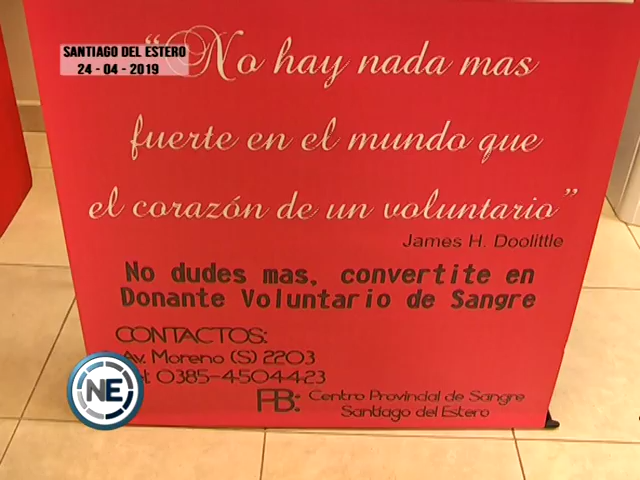 SANTIAGO DEL ESTERO
24 - 04 - 2019
“No hay nada mas
fuerte en el mundo que
el corazón de un voluntario”
James H. Doolittle
No dudes mas, convertite en
Donante Voluntario de Sangre
CONTACTOS:
Av. Moreno (S) 2203
0385-4504423
FB: Centro Provincial de Sangre
Santiago del Estero
NE